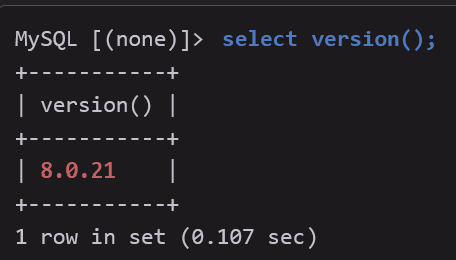 MySQL [(none)]> select version();
+-----------+
| version() |
+-----------+
| 8.0.21    |
+-----------+
1 row in set (0.107 sec)